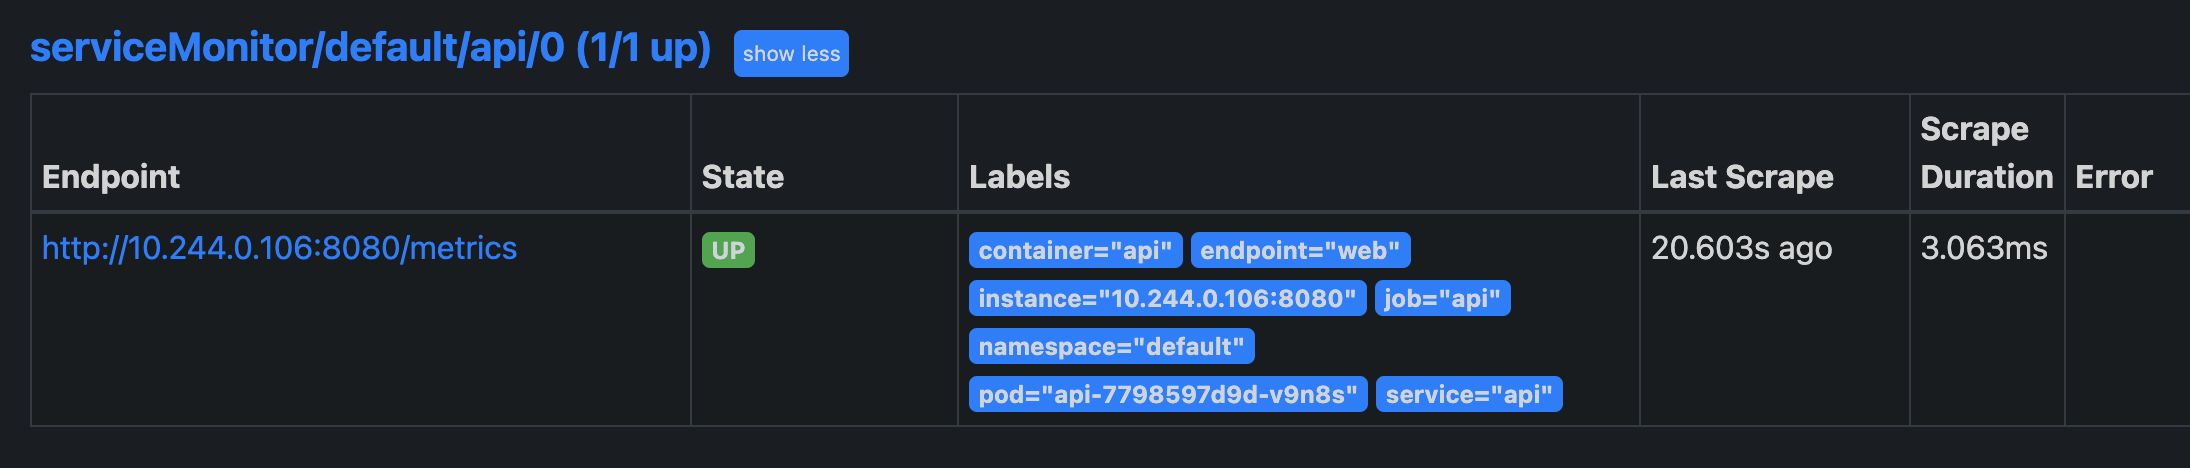 serviceMonitor/default/api/0 (1/1 up) show less
Endpoint State Labels Last Scrape Scrape Duration Error
http://10.244.0.106:8080/metrics UP container="api" endpoint="web" 20.603s ago 3.063ms
instance="10.244.0.106:8080" job="api"
namespace="default"
pod="api-7798597d9d-v9n8s" service="api"